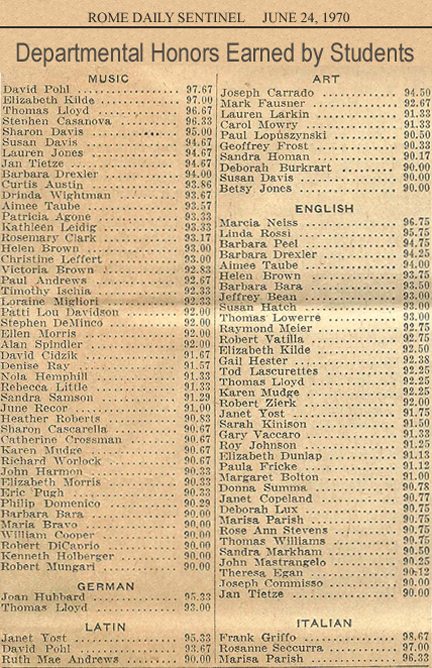 ROME DAILY SENTINEL JUNE 24, 1970
Departmental Honors Earned by Students
MUSIC
David Pohl 97.67
Elizabeth Kilde 97.00
Thomas Lloyd 96.67
Stephen Casanova 96.33
Sharon Davis 95.00
Susan Davis 94.67
Lauren Jones 94.67
Jan Tietze 94.67
Barbara Drexler 94.00
Curtis Austin 93.86
Drinda Wightman 93.67
Aimee Taube 93.57
Patricia Agone 93.33
Kathleen Leidig 93.33
Rosemary Clark 93.17
Helen Brown 93.00
Christine Leffert 93.00
Victoria Brown 92.83
Paul Andrews 92.67
Timothy Ischia 92.33
Loraine Migliori 92.33
Patti Lou Davidson 92.00
Stephen DeMinco 92.00
Ellen Morris 92.00
Alan Spindler 92.00
David Cidzik 91.67
Denise Ray 91.57
Nola Hemphill 91.33
Rebecca Little 91.33
Sandra Samson 91.29
June Recor 91.00
Heather Roberts 90.83
Sharon Cascarella 90.67
Catherine Crossman 90.67
Karen Mudge 90.67
Richard Worlock 90.67
John Harmon 90.33
Elizabeth Morris 90.33
Eric Pugh 90.33
Philip Domenico 90.29
Barbara Bara 90.00
Maria Bravo 90.00
William Cooper 90.00
Robert DiCaprio 90.00
Kenneth Holberger 90.00
Robert Mungari 90.00
GERMAN
Joan Hubbard 95.33
Thomas Lloyd 93.00
LATIN
Janet Yost 95.33
David Pohl 93.67
Ruth Mae Andrews 90.00
ART
Joseph Carrado 94.50
Mark Fausner 92.67
Lauren Larkin 91.33
Carol Mowry 91.33
Paul Lopuszynski 90.50
Geoffrey Frost 90.33
Sandra Homan 90.17
Deborah Burkrart 90.00
Susan Davis 90.00
Betsy Jones 90.00
ENGLISH
Marcia Neiss 96.75
Linda Rossi 95.75
Barbara Peel 94.75
Barbara Drexler 94.25
Aimee Taube 94.00
Helen Brown 93.75
Barbara Bara 93.50
Jeffrey Bean 93.00
Susan Hatch 93.00
Thomas Lowerre 93.00
Raymond Meier 92.75
Robert Vatilla 92.75
Elizabeth Kilde 92.50
Gail Hester 92.38
Tod Lascurettes 92.25
Thomas Lloyd 92.25
Karen Mudge 92.25
Robert Zierk 92.00
Janet Yost 91.75
Sarah Kinison 91.50
Gary Vaccaro 91.33
Roy Johnson 91.25
Elizabeth Dunlap 91.13
Paula Fricke 91.12
Margaret Bolton 91.00
Donna Summa 90.78
Janet Copeland 90.77
Deborah Lux 90.75
Marisa Parish 90.75
Rose Ann Stevens 90.75
Thomas Williams 90.75
Sandra Markham 90.50
John Mastrangelo 90.25
Theresa Egan 90.12
Joseph Commisso 90.00
Jan Tietze 90.00
ITALIAN
Frank Griffo 98.67
Rosanne Seccurra 97.00
Marisa Parish 96.33